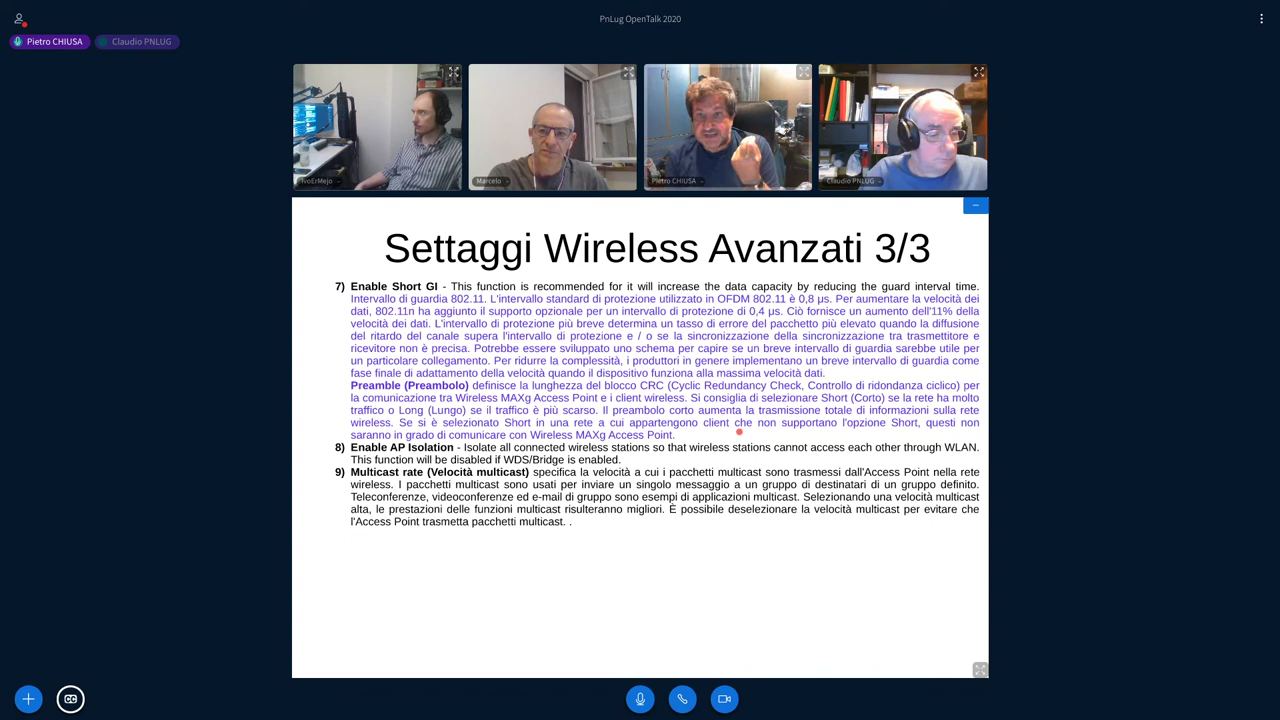 PnLug OpenTalk 2020
Pietro CHIUSA
Claudio PNLUG
IvoErMejo
Marcelo
Pietro CHIUSA
Claudio PNLUG
Settaggi Wireless Avanzati 3/3
7) Enable Short GI - This function is recommended for it will increase the data capacity by reducing the guard interval time.
Intervallo di guardia 802.11. L'intervallo standard di protezione utilizzato in OFDM 802.11 è 0,8 μs. Per aumentare la velocità dei
dati, 802.11n ha aggiunto il supporto opzionale per un intervallo di protezione di 0,4 μs. Ciò fornisce un aumento dell'11% della
velocità dei dati. L'intervallo di protezione più breve determina un tasso di errore del pacchetto più elevato quando la diffusione
del ritardo del canale supera l'intervallo di protezione e / o se la sincronizzazione della sincronizzazione tra trasmettitore e
ricevitore non è precisa. Potrebbe essere sviluppato uno schema per capire se un breve intervallo di guardia sarebbe utile per
un particolare collegamento. Per ridurre la complessità, i produttori in genere implementano un breve intervallo di guardia come
fase finale di adattamento della velocità quando il dispositivo funziona alla massima velocità dati.
Preamble (Preambolo) definisce la lunghezza del blocco CRC (Cyclic Redundancy Check, Controllo di ridondanza ciclico) per
la comunicazione tra Wireless MAXg Access Point e i client wireless. Si consiglia di selezionare Short (Corto) se la rete ha molto
traffico o Long (Lungo) se il traffico è più scarso. Il preambolo corto aumenta la trasmissione totale di informazioni sulla rete
wireless. Se si è selezionato Short in una rete a cui appartengono client che non supportano l'opzione Short, questi non
saranno in grado di comunicare con Wireless MAXg Access Point.
8) Enable AP Isolation - Isolate all connected wireless stations so that wireless stations cannot access each other through WLAN.
This function will be disabled if WDS/Bridge is enabled.
9) Multicast rate (Velocità multicast) specifica la velocità a cui i pacchetti multicast sono trasmessi dall'Access Point nella rete
wireless. I pacchetti multicast sono usati per inviare un singolo messaggio a un gruppo di destinatari di un gruppo definito.
Teleconferenze, videoconferenze ed e-mail di gruppo sono esempi di applicazioni multicast. Selezionando una velocità multicast
alta, le prestazioni delle funzioni multicast risulteranno migliori. È possibile deselezionare la velocità multicast per evitare che
l'Access Point trasmetta pacchetti multicast. .